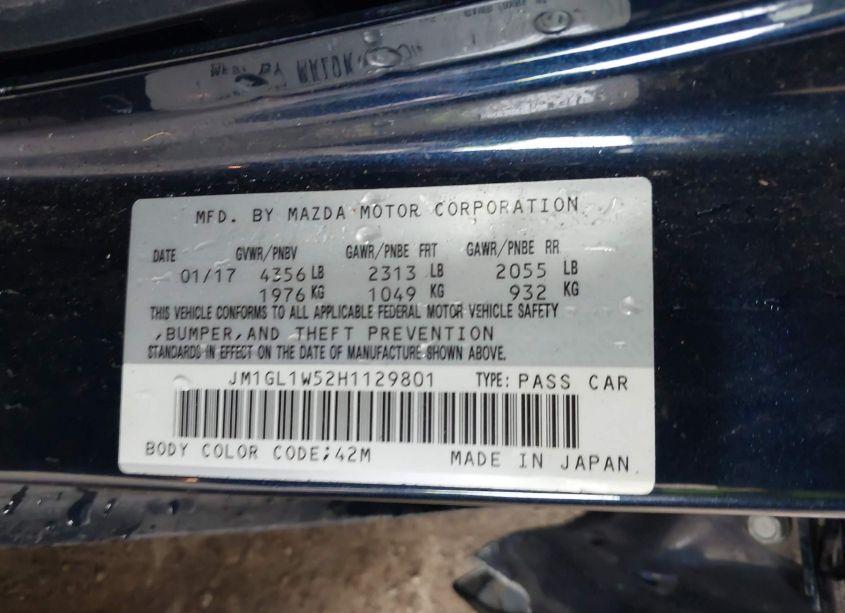 MFD. BY MAZDA MOTOR CORPORATION
DATE GVWR/PNBV GAWR/PNBE FRT GAWR/PNBE RR
01/17 4356 LB 2313 LB 2055 LB
1976 KG 1049 KG 932 KG
THIS VEHICLE CONFORMS TO ALL APPLICABLE FEDERAL MOTOR VEHICLE SAFETY
,BUMPER,AND THEFT PREVENTION
STANDARDS IN EFFECT ON THE DATE OF MANUFACTURE SHOWN ABOVE.
JM1GL1W52H1129801 TYPE: PASS CAR
BODY COLOR CODE;42M MADE IN JAPAN